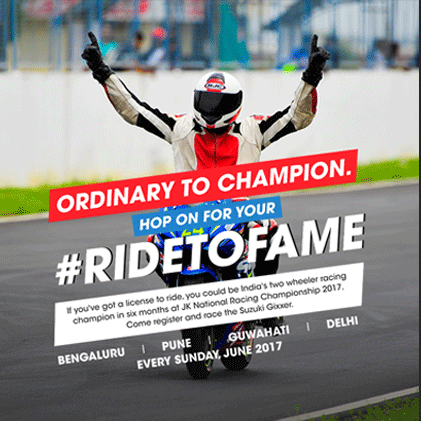 ORDINARY TO CHAMPION.
HOP ON FOR YOUR
#RIDETOFAME
If you've got a license to ride, you could be India's two wheeler racing
champion in six months at JK National Racing Championship 2017.
Come register and race the Suzuki Gixxer.
BENGALURU | PUNE | GUWAHATI | DELHI
EVERY SUNDAY, JUNE 2017